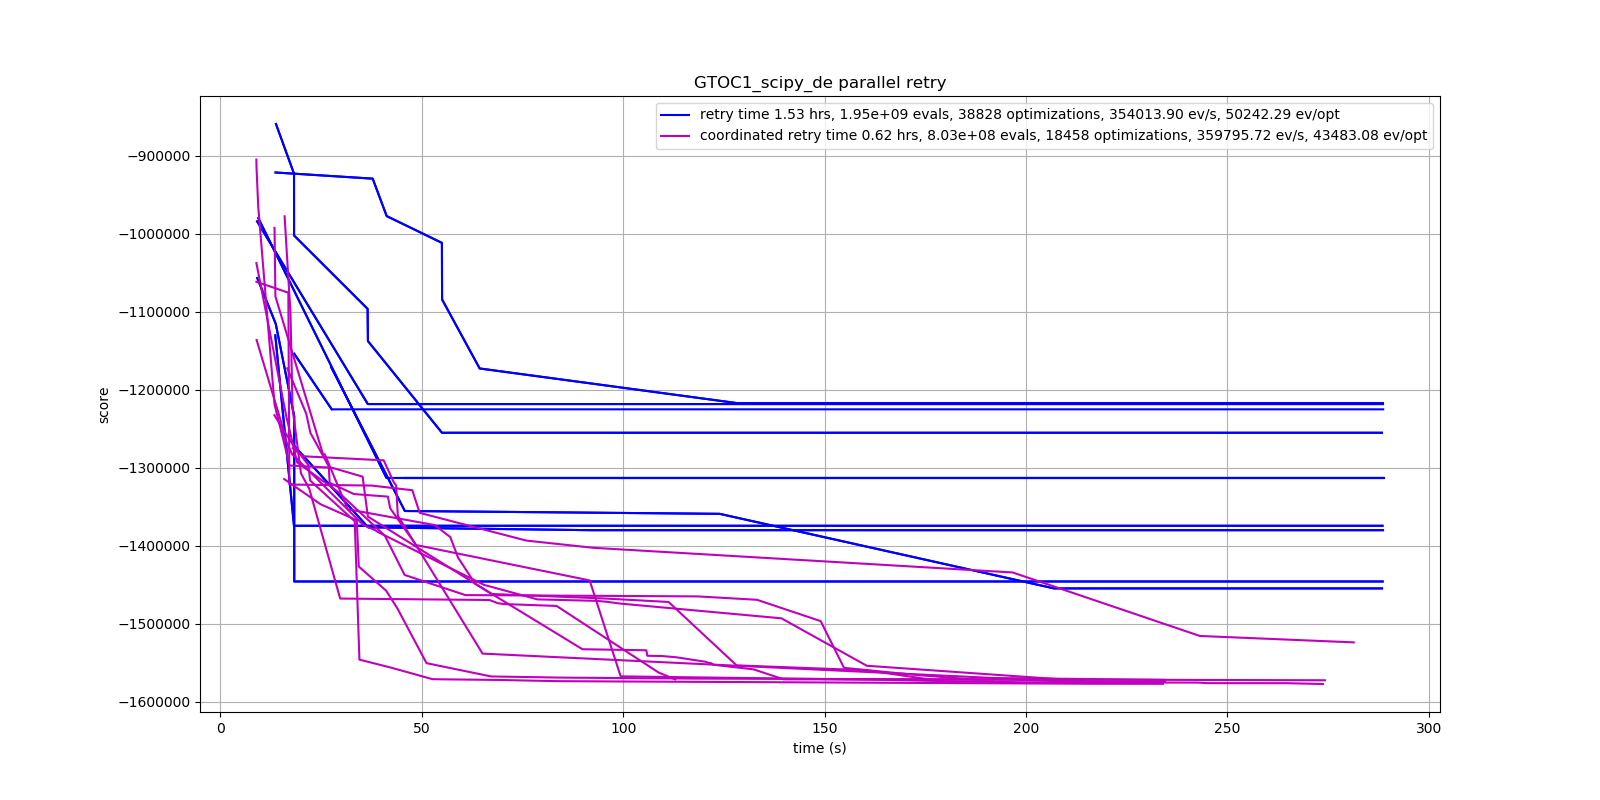 GTOC1_scipy_de parallel retry
retry time 1.53 hrs, 1.95e+09 evals, 38828 optimizations, 354013.90 ev/s, 50242.29 ev/opt
coordinated retry time 0.62 hrs, 8.03e+08 evals, 18458 optimizations, 359795.72 ev/s, 43483.08 ev/opt
−900000
−1000000
−1100000
−1200000
−1300000
−1400000
−1500000
−1600000
score
0 50 100 150 200 250 300
time (s)